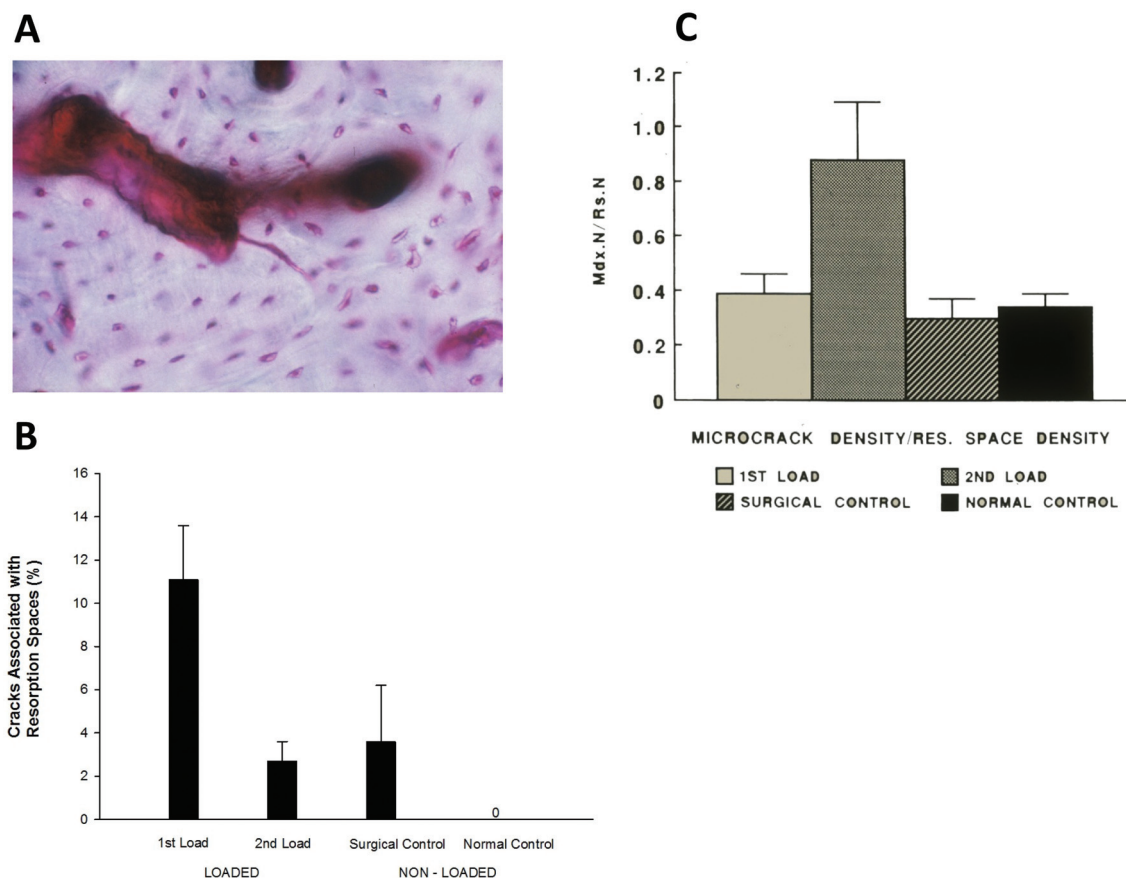 A
B
Cracks Associated with
Resorption Spaces (%)
16
14
12
10
8
6
4
2
0
0
1st Load 2nd Load Surgical Control Normal Control
LOADED NON - LOADED
C
Mdx.N/Rs.N
1.2
1.0
0.8
0.6
0.4
0.2
0
MICROCRACK DENSITY/RES. SPACE DENSITY
1ST LOAD 2ND LOAD
SURGICAL CONTROL NORMAL CONTROL